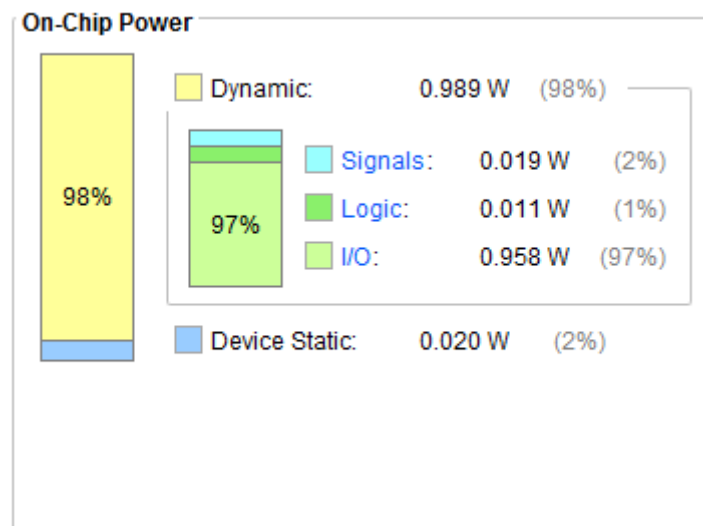 On-Chip Power
Dynamic: 0.989 W (98%)
98%
97%
Signals: 0.019 W (2%)
Logic: 0.011 W (1%)
I/O: 0.958 W (97%)
Device Static: 0.020 W (2%)